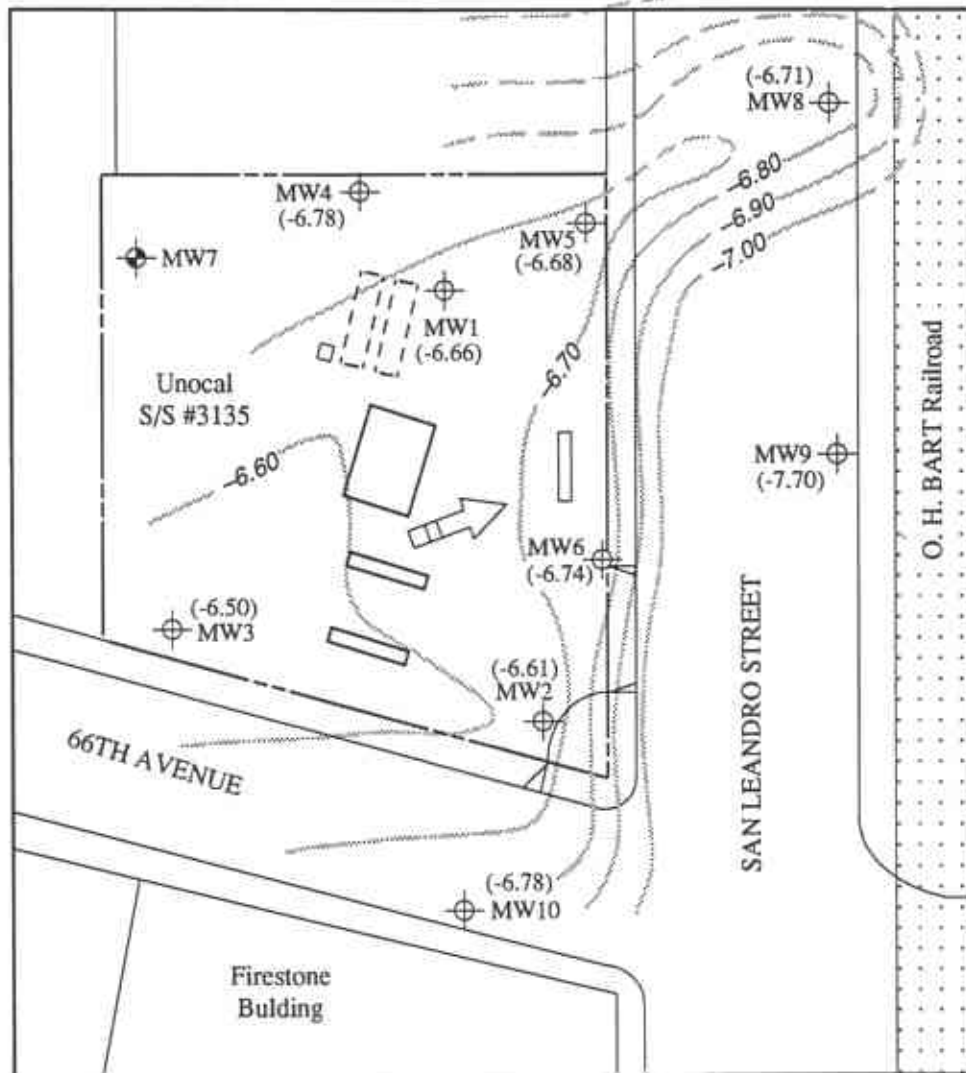 (-6.71)
MW8
-6.80
-6.90
-7.00
MW4
(-6.78)
MW5
(-6.68)
MW7
MW1
(-6.66)
Unocal
S/S #3135
-6.70
O. H. BART Railroad
-6.60
MW9
(-7.70)
MW6
(-6.74)
(-6.50)
MW3
(-6.61)
MW2
66TH AVENUE
SAN LEANDRO STREET
(-6.78)
MW10
Firestone
Bulding